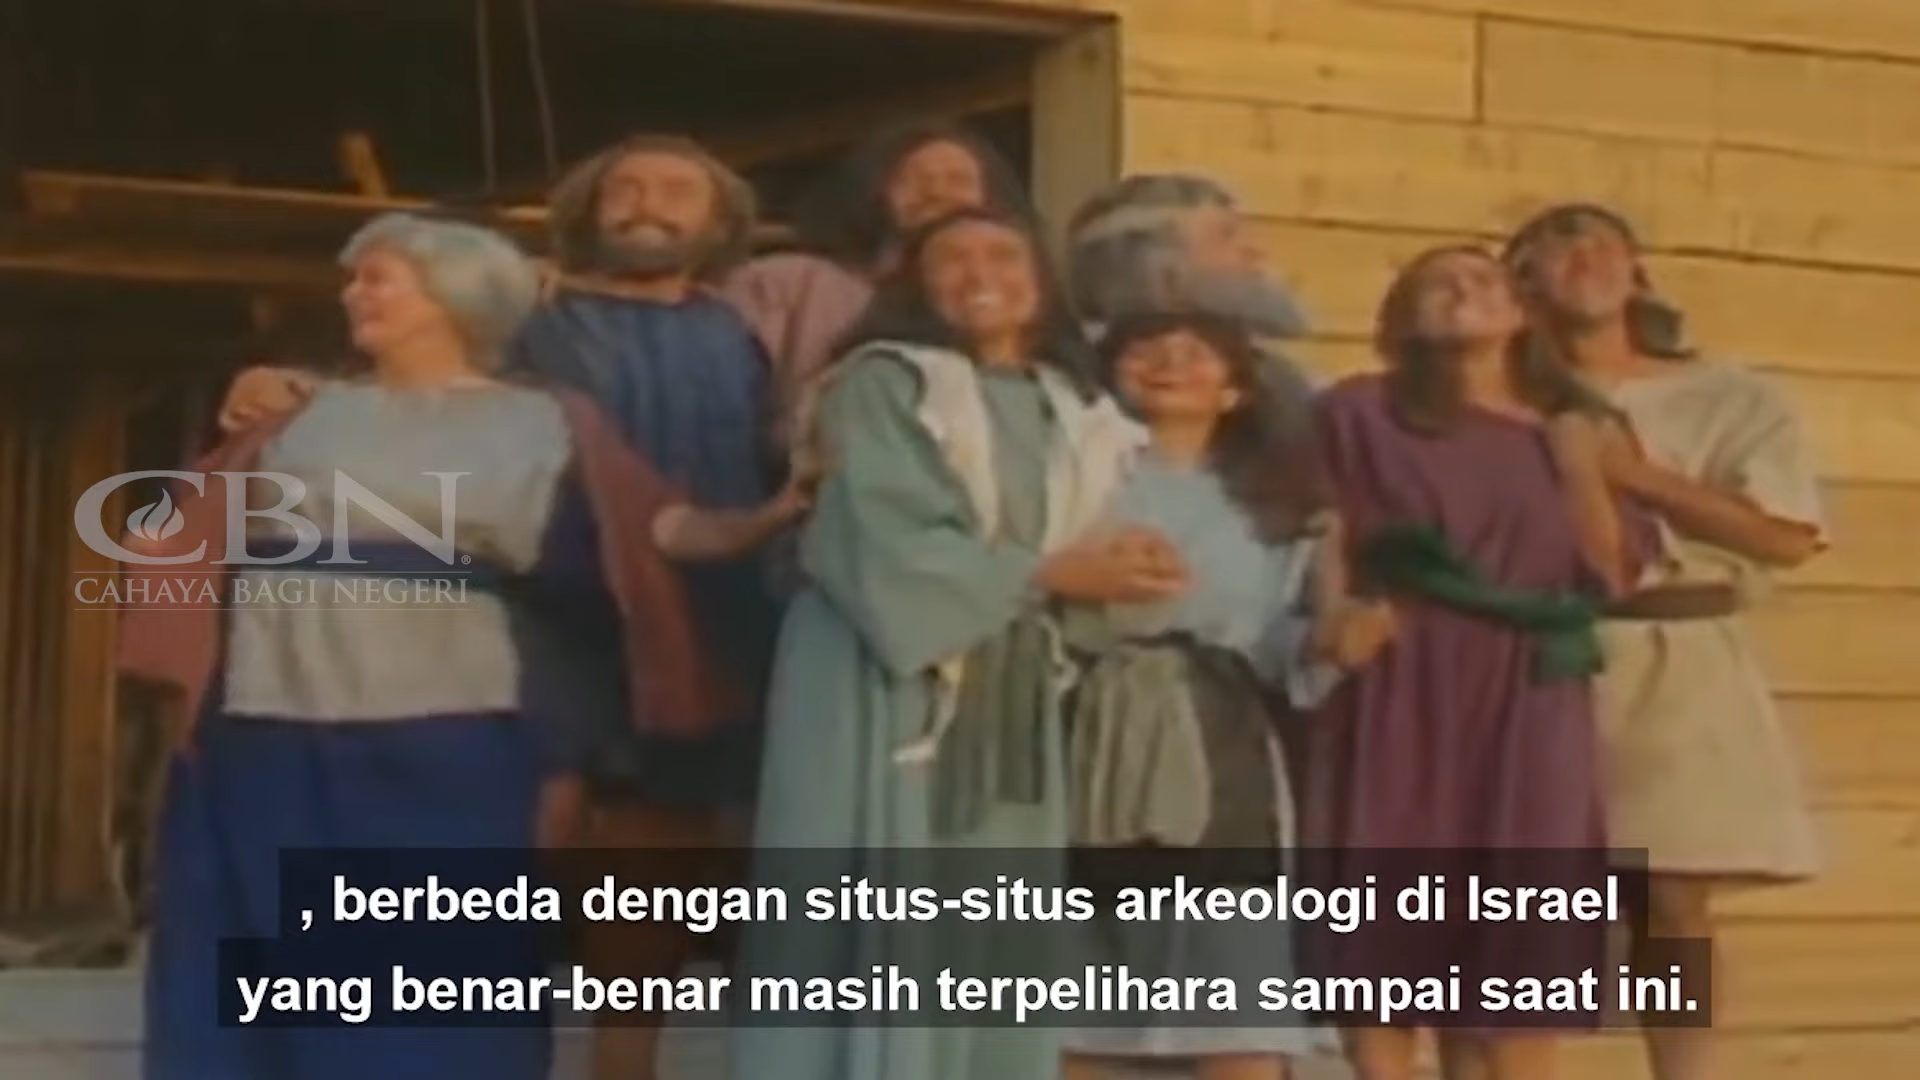 CBN®
CAHAYA BAGI NEGERI
, berbeda dengan situs-situs arkeologi di Israel
yang benar-benar masih terpelihara sampai saat ini.